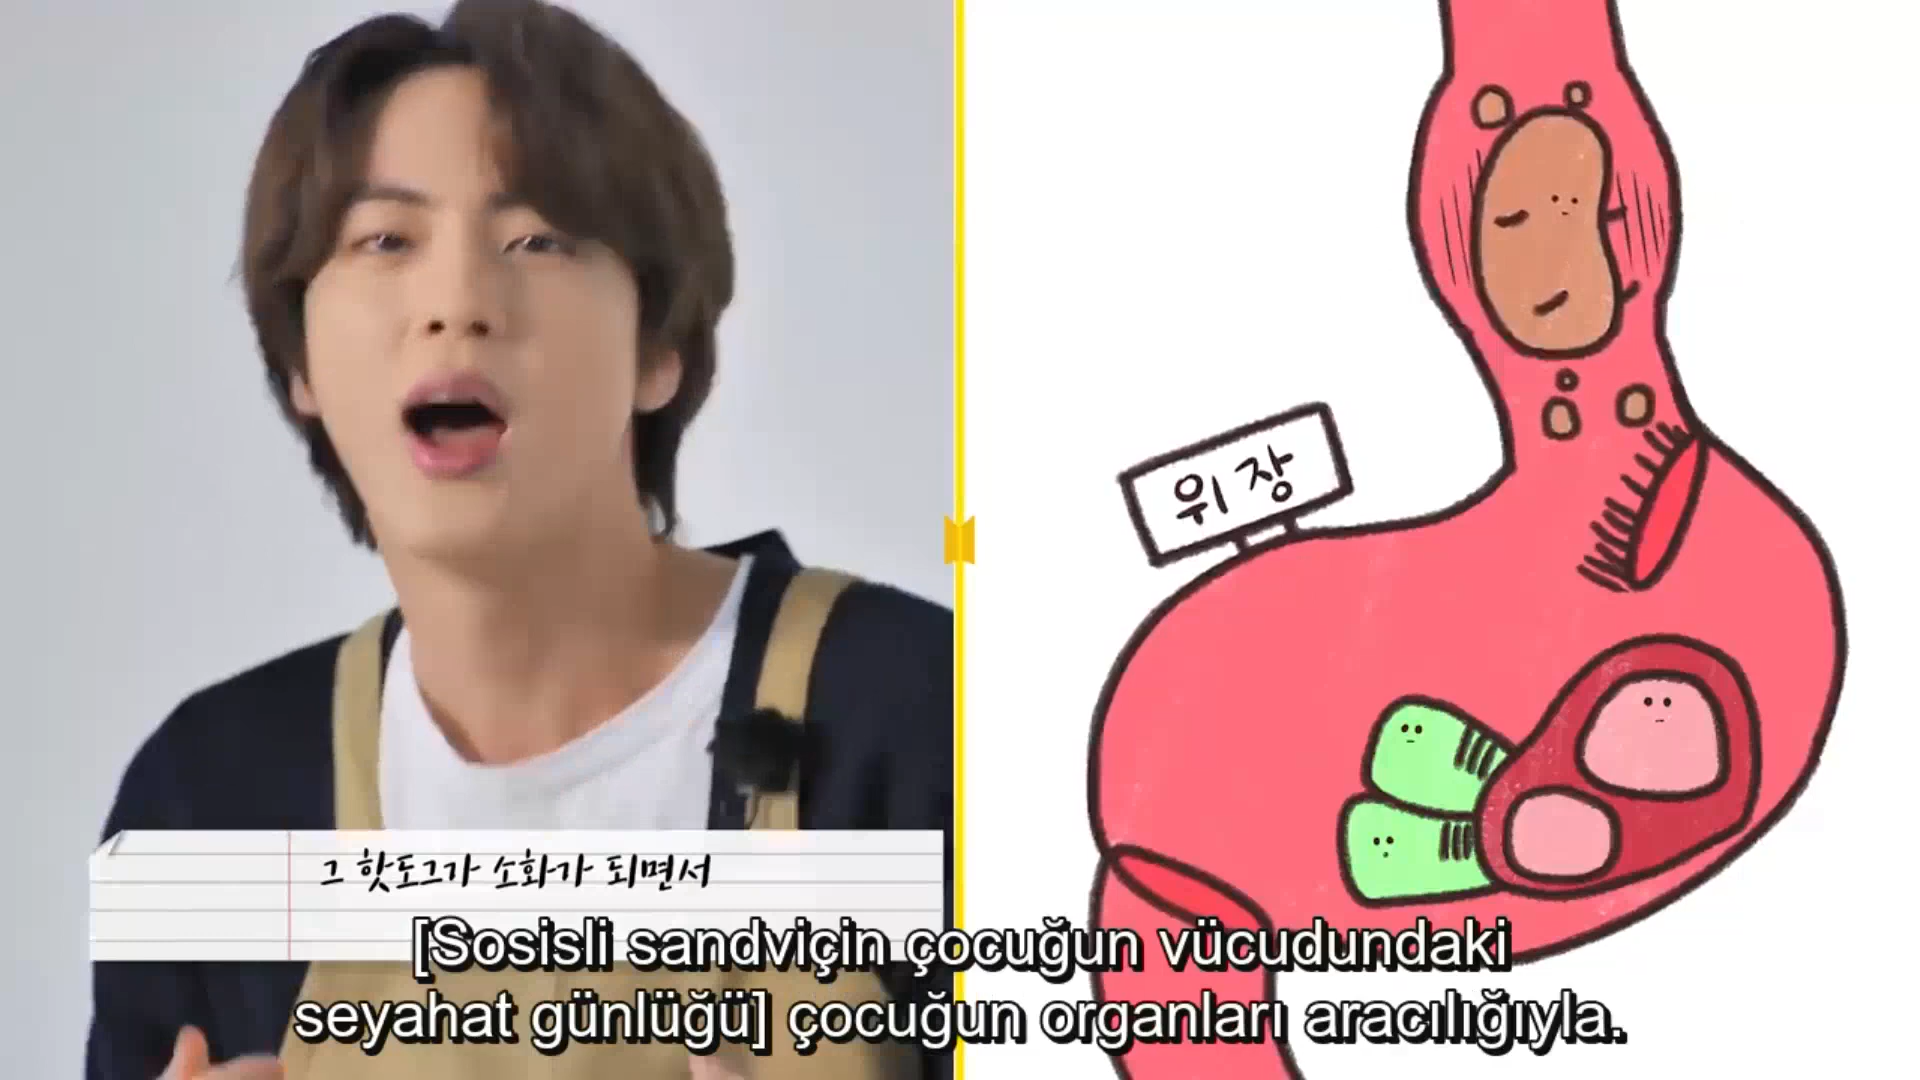 위장
그 핫도그가 소화가 되면서
[Sosisli sandviçin çocuğun vücudundaki
seyahat günlüğü] çocuğun organları aracılığıyla.